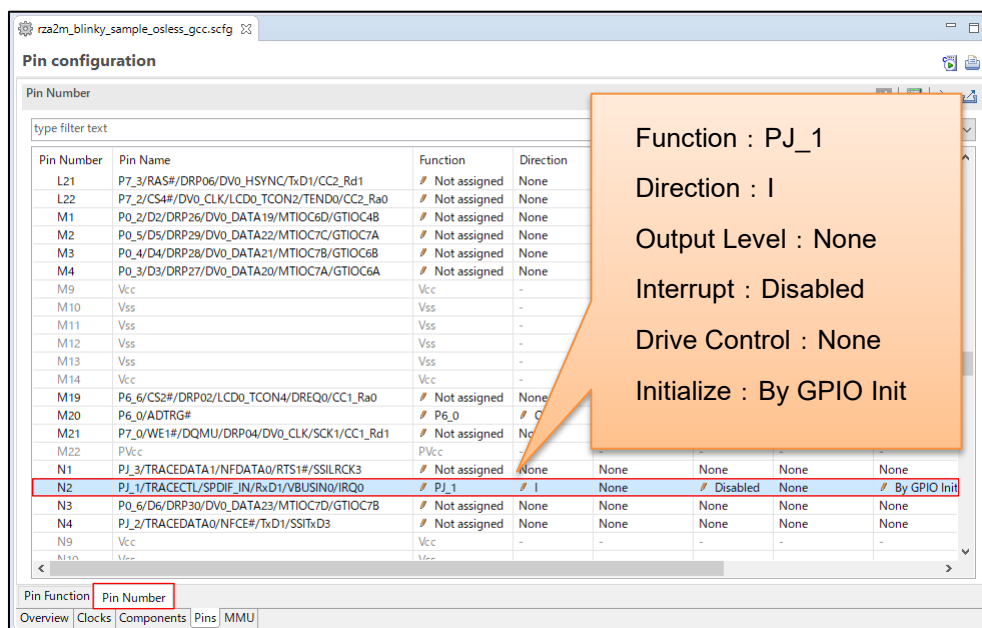 rza2m_blinky_sample_osless_gcc.scfg
Pin configuration
Pin Number
type filter text
Pin Number Pin Name Function Direction
L21 P7_3/RAS#/DRP06/DV0_HSYNC/TxD1/CC2_Rd1 Not assigned None
L22 P7_2/CS4#/DV0_CLK/LCD0_TCON2/TEND0/CC2_Ra0 Not assigned None
M1 P0_2/D2/DRP26/DV0_DATA19/MTIOC6D/GTIOC4B Not assigned None
M2 P0_5/D5/DRP29/DV0_DATA22/MTIOC7C/GTIOC7A Not assigned None
M3 P0_4/D4/DRP28/DV0_DATA21/MTIOC7B/GTIOC6B Not assigned None
M4 P0_3/D3/DRP27/DV0_DATA20/MTIOC7A/GTIOC6A Not assigned None
M9 Vcc Vcc -
M10 Vss Vss -
M11 Vss Vss -
M12 Vss Vss -
M13 Vss Vss -
M14 Vcc Vcc -
M19 P6_6/CS2#/DRP02/LCD0_TCON4/DREQ0/CC1_Ra0 Not assigned None
M20 P6_0/ADTRG# P6_0
M21 P7_0/WE1#/DQMU/DRP04/DV0_CLK/SCK1/CC1_Rd1 Not assigned
M22 PVcc PVcc - - - - -
N1 PJ_3/TRACEDATA1/NFDATA0/RTS1#/SSILRCK3 Not assigned None None None None None
N2 PJ_1/TRACECTL/SPDIF_IN/RxD1/VBUSIN0/IRQ0 PJ_1 I None Disabled None By GPIO Init
N3 P0_6/D6/DRP30/DV0_DATA23/MTIOC7D/GTIOC7B Not assigned None None None None None
N4 PJ_2/TRACEDATA0/NFCE#/TxD1/SSITxD3 Not assigned None None None None None
N9 Vcc Vcc - - - - -
N10 Vss Vss
Function：PJ_1
Direction：I
Output Level：None
Interrupt：Disabled
Drive Control：None
Initialize：By GPIO Init
Pin Function Pin Number
Overview Clocks Components Pins MMU